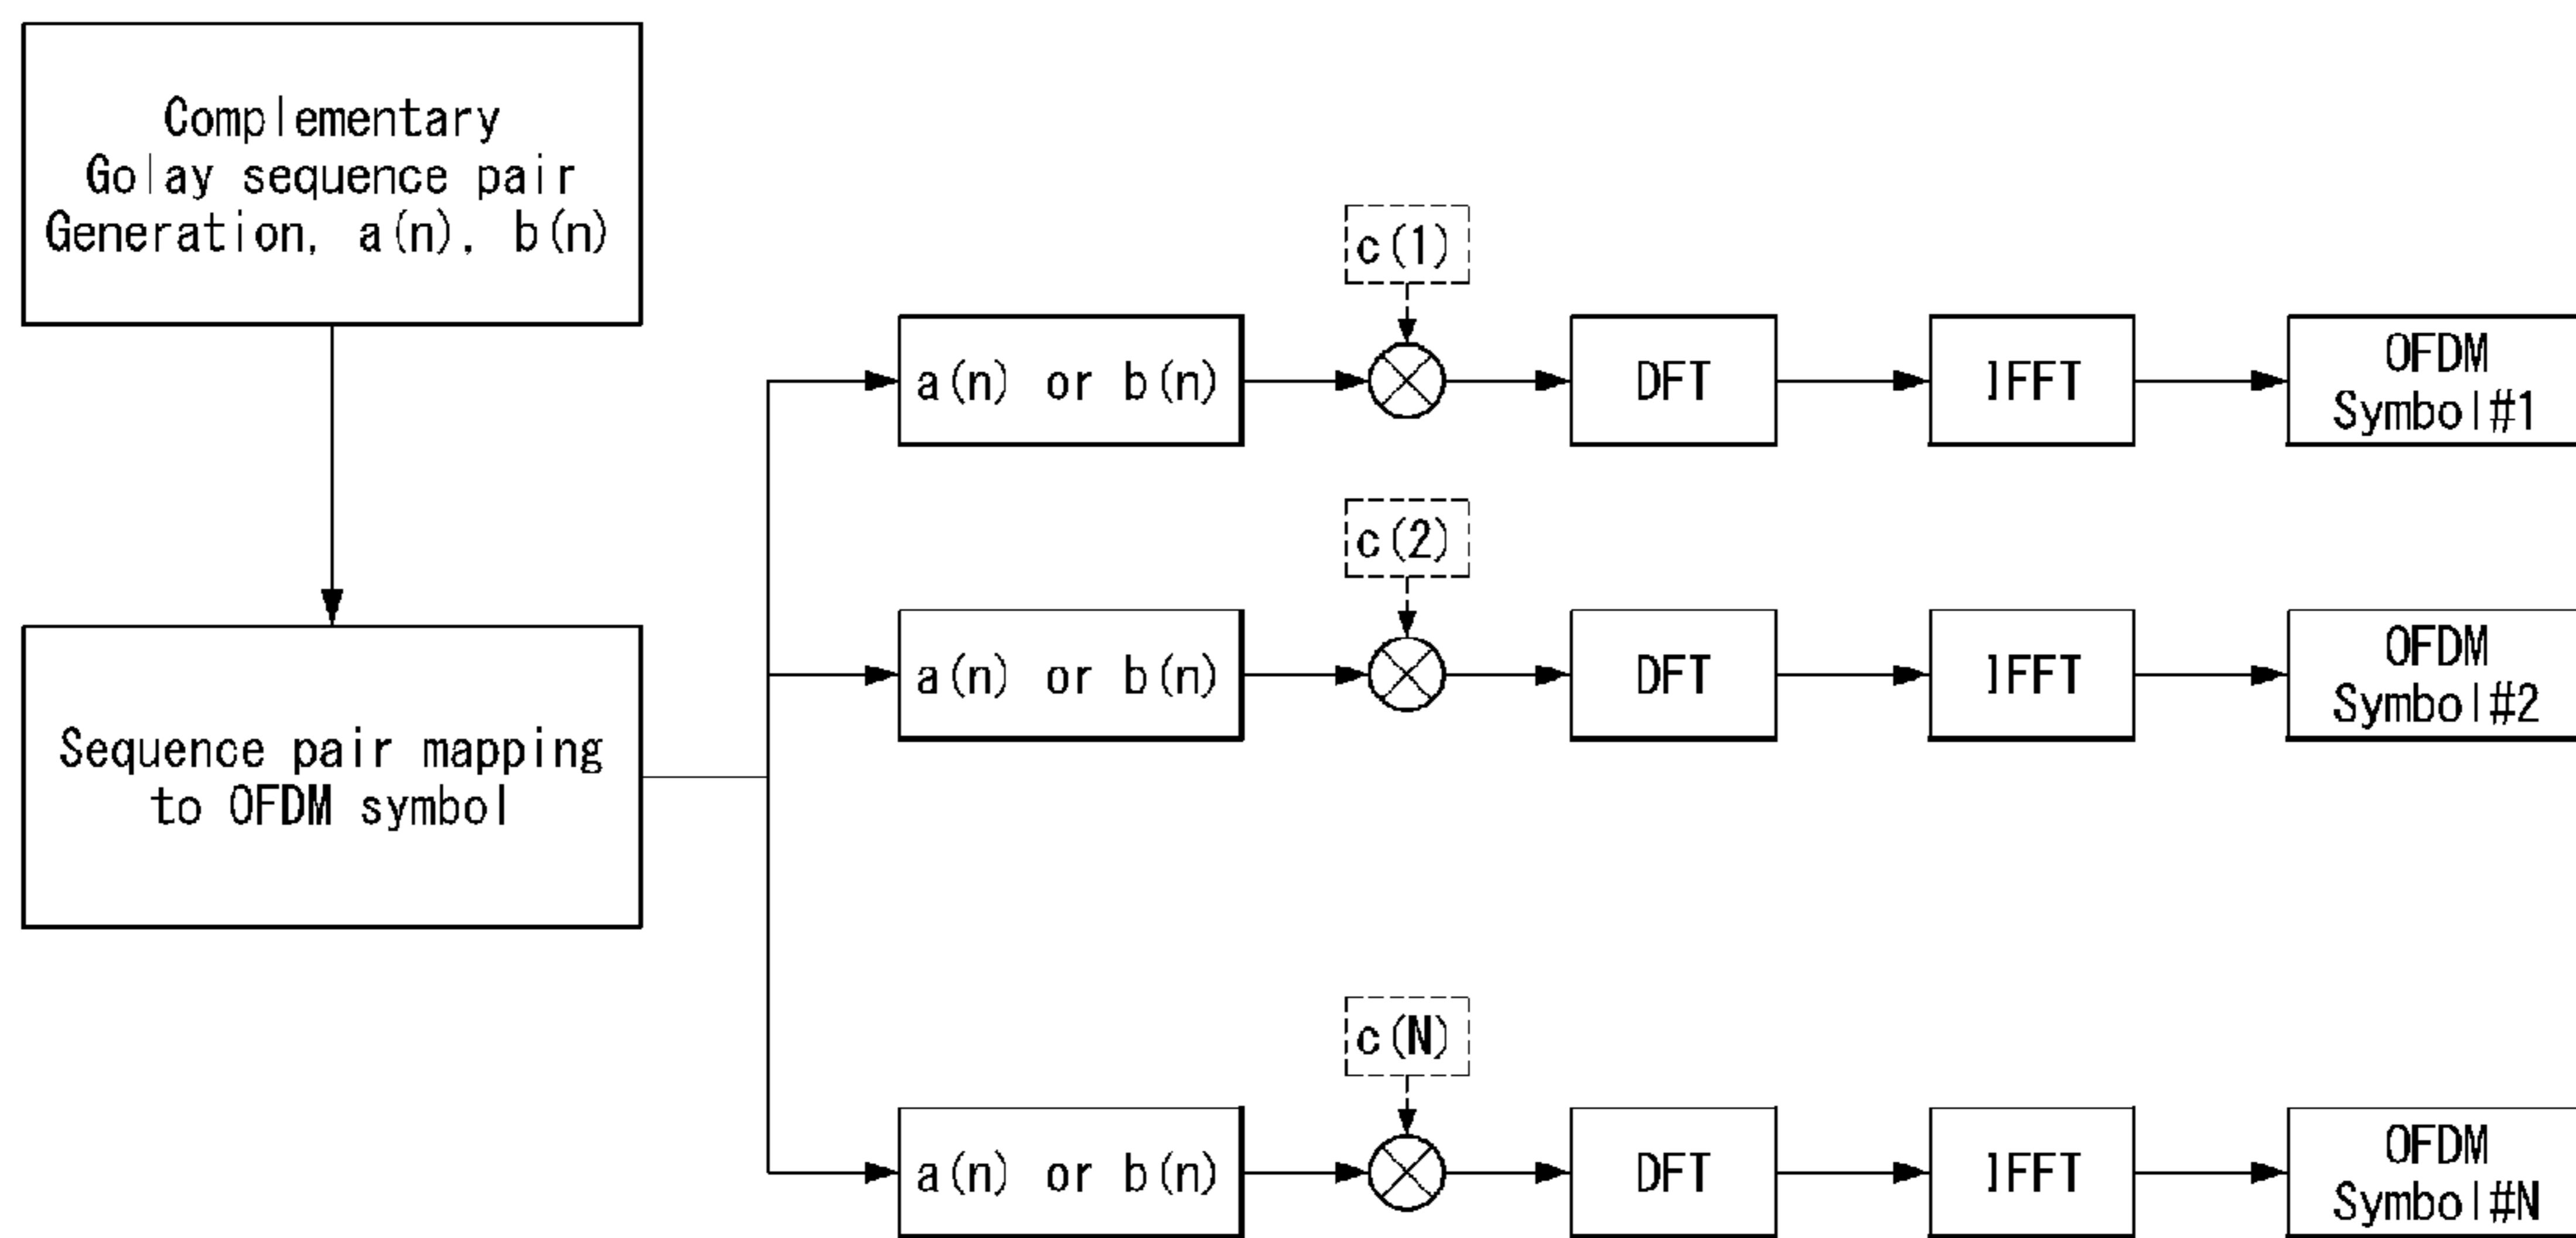 Complementary
Golay sequence pair
Generation, a(n), b(n)
Sequence pair mapping
to OFDM symbol
c(1)
a(n) or b(n)
DFT
IFFT
OFDM
Symbol#1
c(2)
a(n) or b(n)
DFT
IFFT
OFDM
Symbol#2
c(N)
a(n) or b(n)
DFT
IFFT
OFDM
Symbol#N